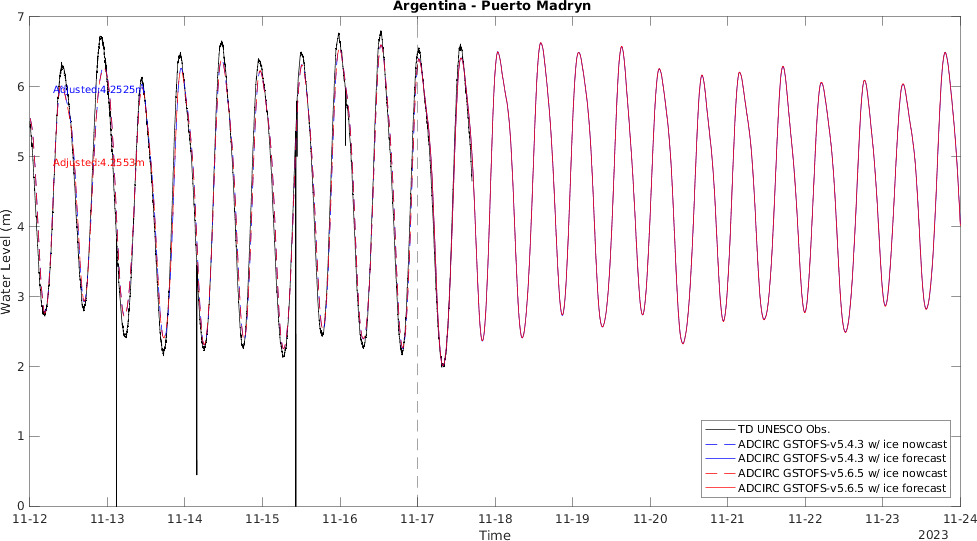 Argentina - Puerto Madryn
7
6
5
4
3
2
1
0
Water Level (m)
Adjusted:4.2525m
Adjusted:4.2553m
TD UNESCO Obs.
ADCIRC GSTOFS-v5.4.3 w/ ice nowcast
ADCIRC GSTOFS-v5.4.3 w/ ice forecast
ADCIRC GSTOFS-v5.6.5 w/ ice nowcast
ADCIRC GSTOFS-v5.6.5 w/ ice forecast
11-12 11-13 11-14 11-15 11-16 11-17 11-18 11-19 11-20 11-21 11-22 11-23 11-24
Time
2023